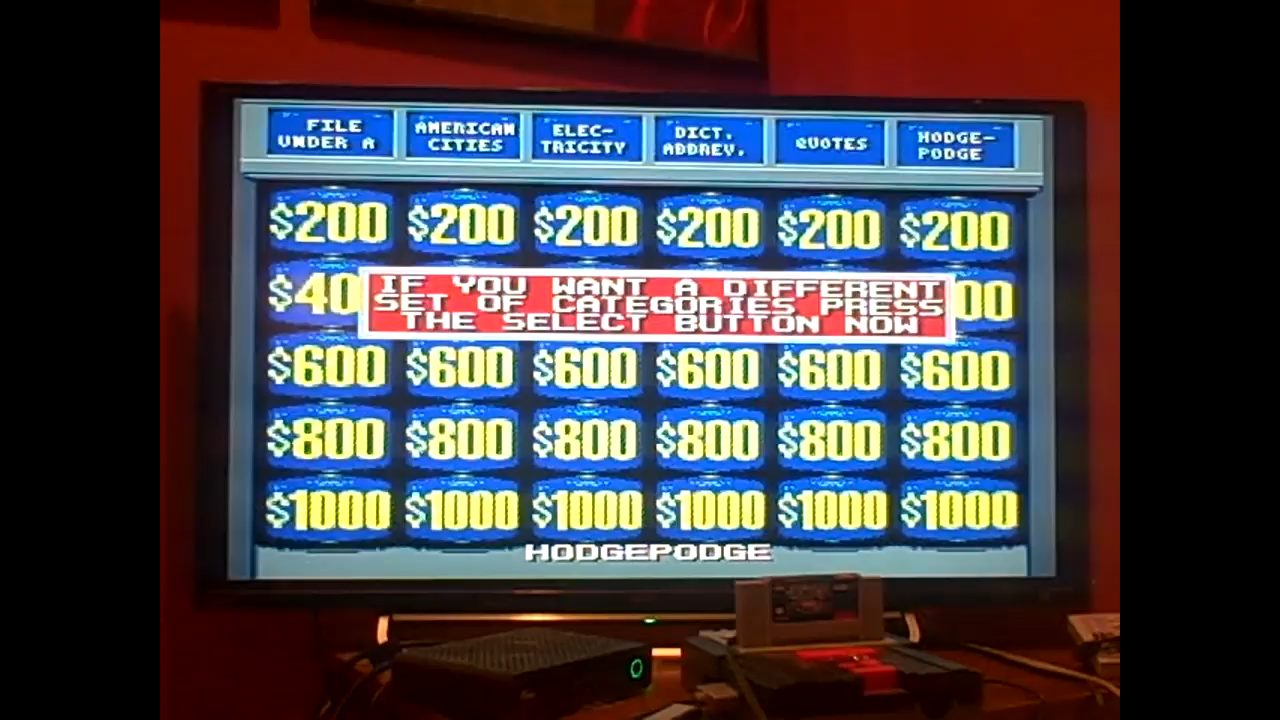 FILE
UNDER A
AMERICAN
CITIES
ELEC-
TRICITY
DICT.
ABBREV.
QUOTES
HODGE-
PODGE
$200 $200 $200 $200 $200 $200
$40
00
IF YOU WANT A DIFFERENT
SET OF CATEGORIES PRESS
THE SELECT BUTTON NOW
$600 $600 $600 $600 $600 $600
$800 $800 $800 $800 $800 $800
$1000 $1000 $1000 $1000 $1000 $1000
HODGEPODGE